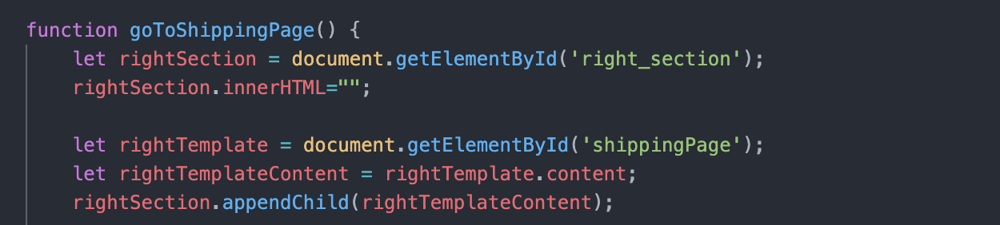 function goToShippingPage() {
    let rightSection = document.getElementById('right_section');
    rightSection.innerHTML="";

    let rightTemplate = document.getElementById('shippingPage');
    let rightTemplateContent = rightTemplate.content;
    rightSection.appendChild(rightTemplateContent);